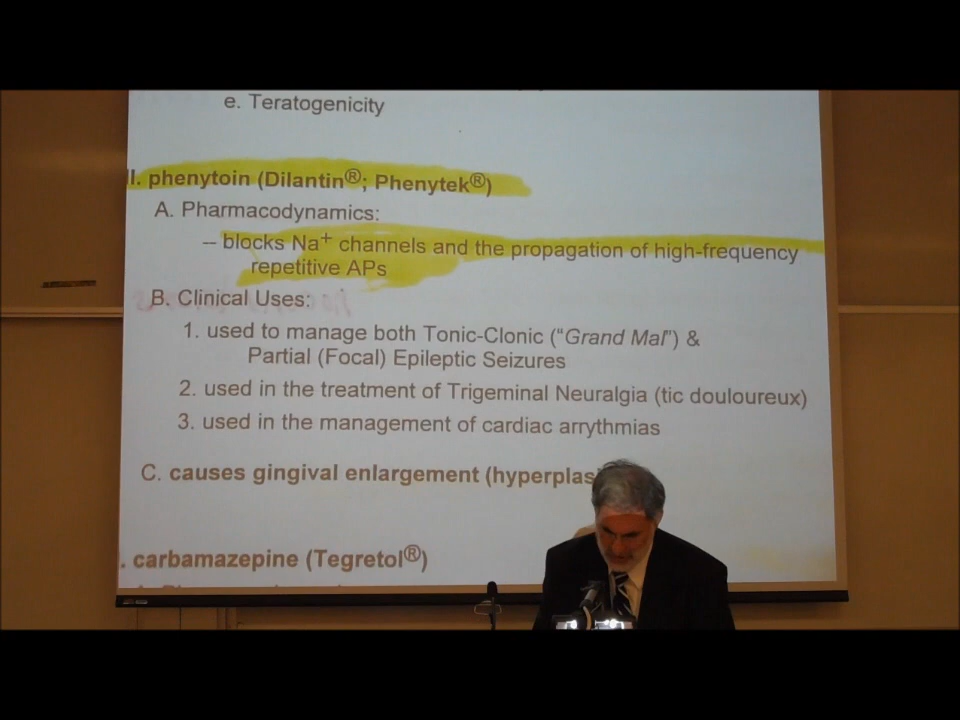 e. Teratogenicity
II. phenytoin (Dilantin®; Phenytek®)
A. Pharmacodynamics:
-- blocks Na+ channels and the propagation of high-frequency
repetitive APs
B. Clinical Uses:
1. used to manage both Tonic-Clonic (“Grand Mal”) &
Partial (Focal) Epileptic Seizures
2. used in the treatment of Trigeminal Neuralgia (tic douloureux)
3. used in the management of cardiac arrythmias
C. causes gingival enlargement (hyperplas
. carbamazepine (Tegretol®)